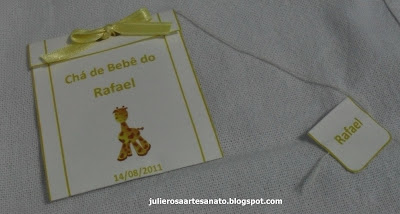 Chá de Bebê do
Rafael
14/08/2011
Rafael
julierosaartesanato.blogspot.com